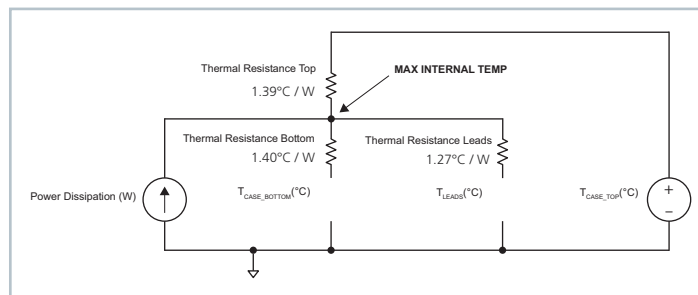 Thermal Resistance Top
1.39°C / W
MAX INTERNAL TEMP
Thermal Resistance Bottom
1.40°C / W
Thermal Resistance Leads
1.27°C / W
Power Dissipation (W)
T_CASE_BOTTOM(°C)
T_LEADS(°C)
T_CASE_TOP(°C)
+
–